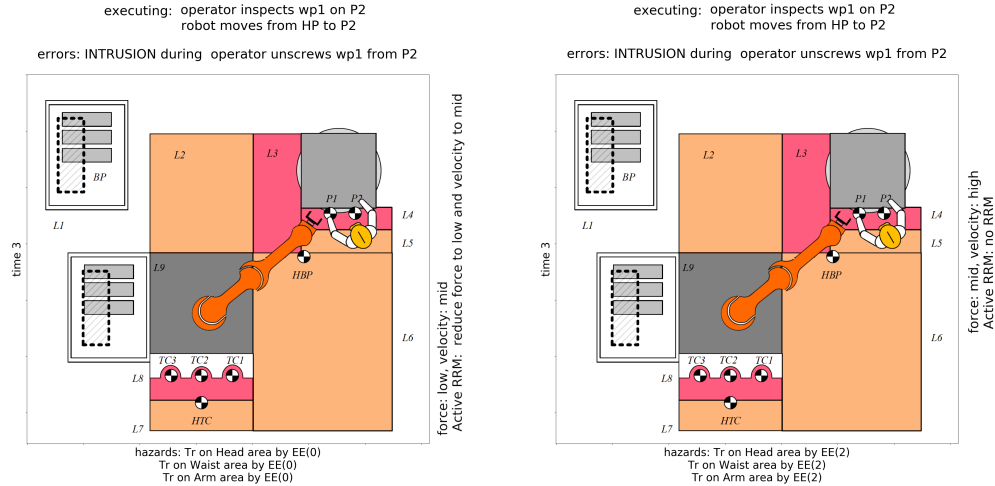 executing: operator inspects wp1 on P2
robot moves from HP to P2
errors: INTRUSION during operator unscrews wp1 from P2
time 3
BP
L1
L2
L3
P1
P2
L4
L5
HBP
L9
L6
TC3
TC2
TC1
L8
HTC
L7
force: low, velocity: mid
Active RRM: reduce force to low and velocity to mid
hazards: Tr on Head area by EE(0)
Tr on Waist area by EE(0)
Tr on Arm area by EE(0)
executing: operator inspects wp1 on P2
robot moves from HP to P2
errors: INTRUSION during operator unscrews wp1 from P2
time 3
BP
L1
L2
L3
P1
P2
L4
L5
HBP
L9
L6
TC3
TC2
TC1
L8
HTC
L7
force: mid, velocity: high
Active RRM: no RRM
hazards: Tr on Head area by EE(2)
Tr on Waist area by EE(2)
Tr on Arm area by EE(2)